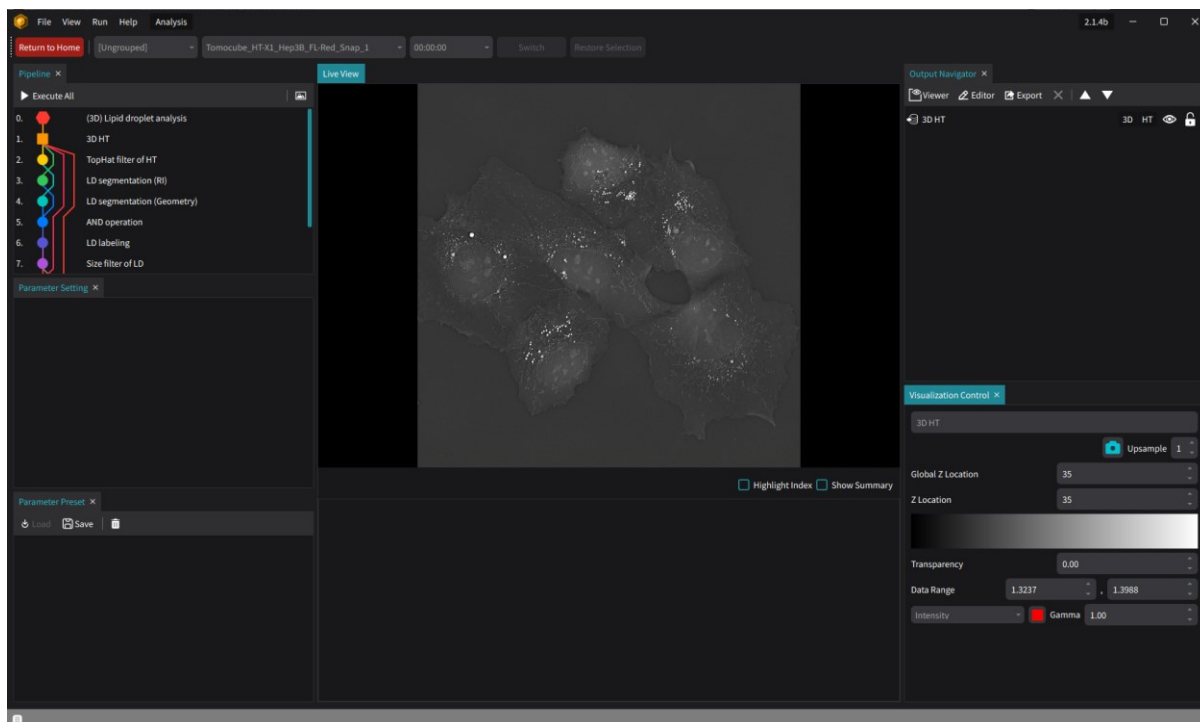 File View Run Help Analysis 2.1.4b
Return to Home [Ungrouped] Tomocube_HT-X1_Hep3B_FL-Red_Snap_1 00:00:00 Switch Restore Selection
Pipeline
Execute All
0. (3D) Lipid droplet analysis
1. 3D HT
2. TopHat filter of HT
3. LD segmentation (RI)
4. LD segmentation (Geometry)
5. AND operation
6. LD labeling
7. Size filter of LD
Parameter Setting
Parameter Preset
Load Save
Live View
Highlight Index Show Summary
Output Navigator
Viewer Editor Export
3D HT 3D HT
Visualization Control
3D HT
Upsample 1
Global Z Location 35
Z Location 35
Transparency 0.00
Data Range 1.3237 , 1.3988
Intensity Gamma 1.00